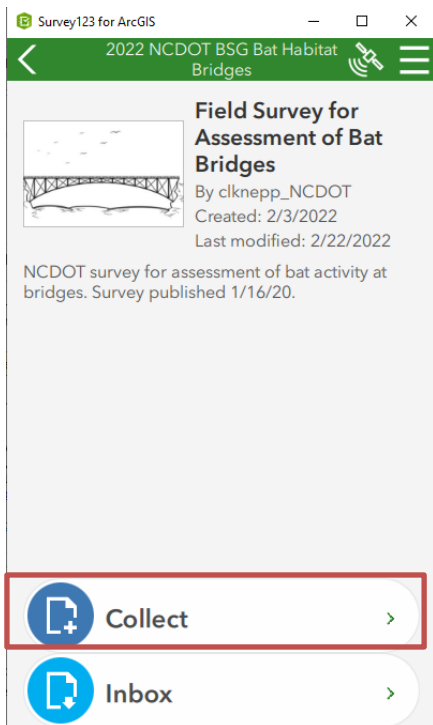 Survey123 for ArcGIS
2022 NCDOT BSG Bat Habitat
Bridges
Field Survey for
Assessment of Bat
Bridges
By clknepp_NCDOT
Created: 2/3/2022
Last modified: 2/22/2022
NCDOT survey for assessment of bat activity at
bridges. Survey published 1/16/20.
Collect
Inbox